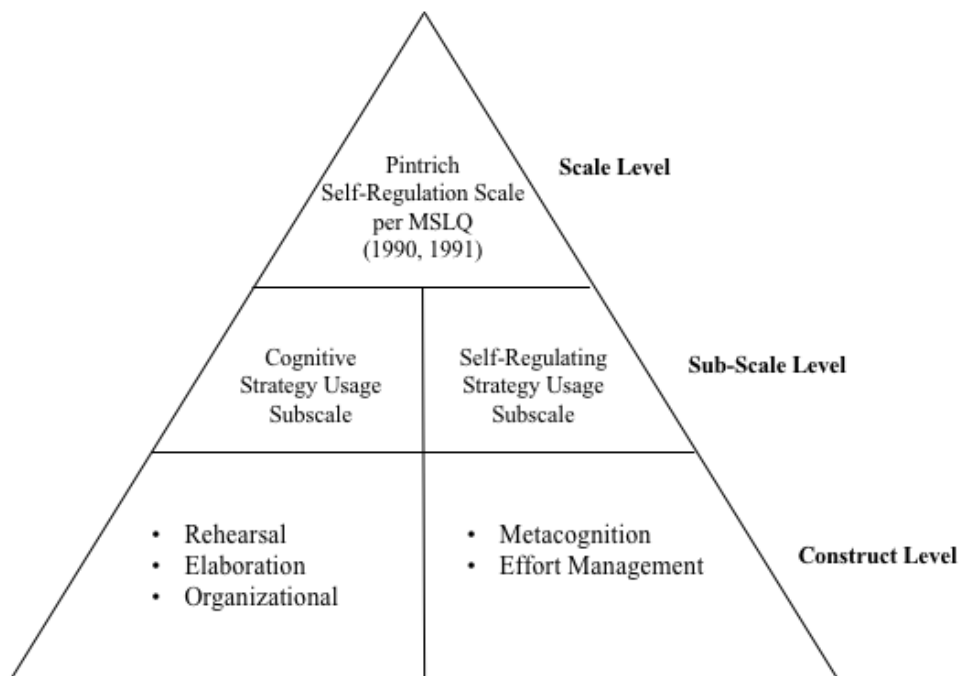 Pintrich
Self-Regulation Scale
per MSLQ
(1990, 1991)
Scale Level
Cognitive
Strategy Usage
Subscale
Self-Regulating
Strategy Usage
Subscale
Sub-Scale Level
• Rehearsal
• Elaboration
• Organizational
• Metacognition
• Effort Management
Construct Level